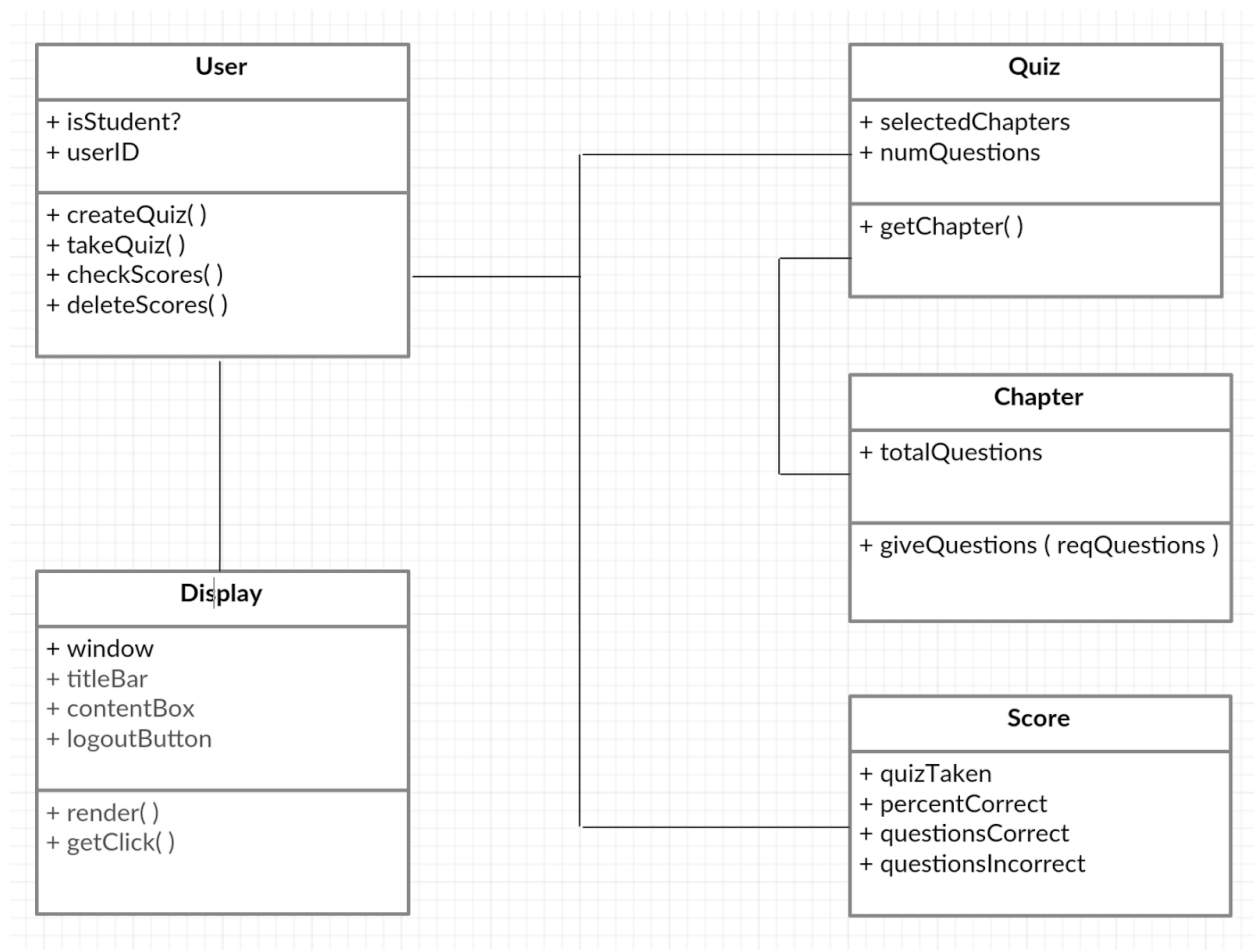 User
+ isStudent?
+ userID
+ createQuiz( )
+ takeQuiz( )
+ checkScores( )
+ deleteScores( )
Quiz
+ selectedChapters
+ numQuestions
+ getChapter( )
Chapter
+ totalQuestions
+ giveQuestions ( reqQuestions )
Display
+ window
+ titleBar
+ contentBox
+ logoutButton
+ render( )
+ getClick( )
Score
+ quizTaken
+ percentCorrect
+ questionsCorrect
+ questionsIncorrect